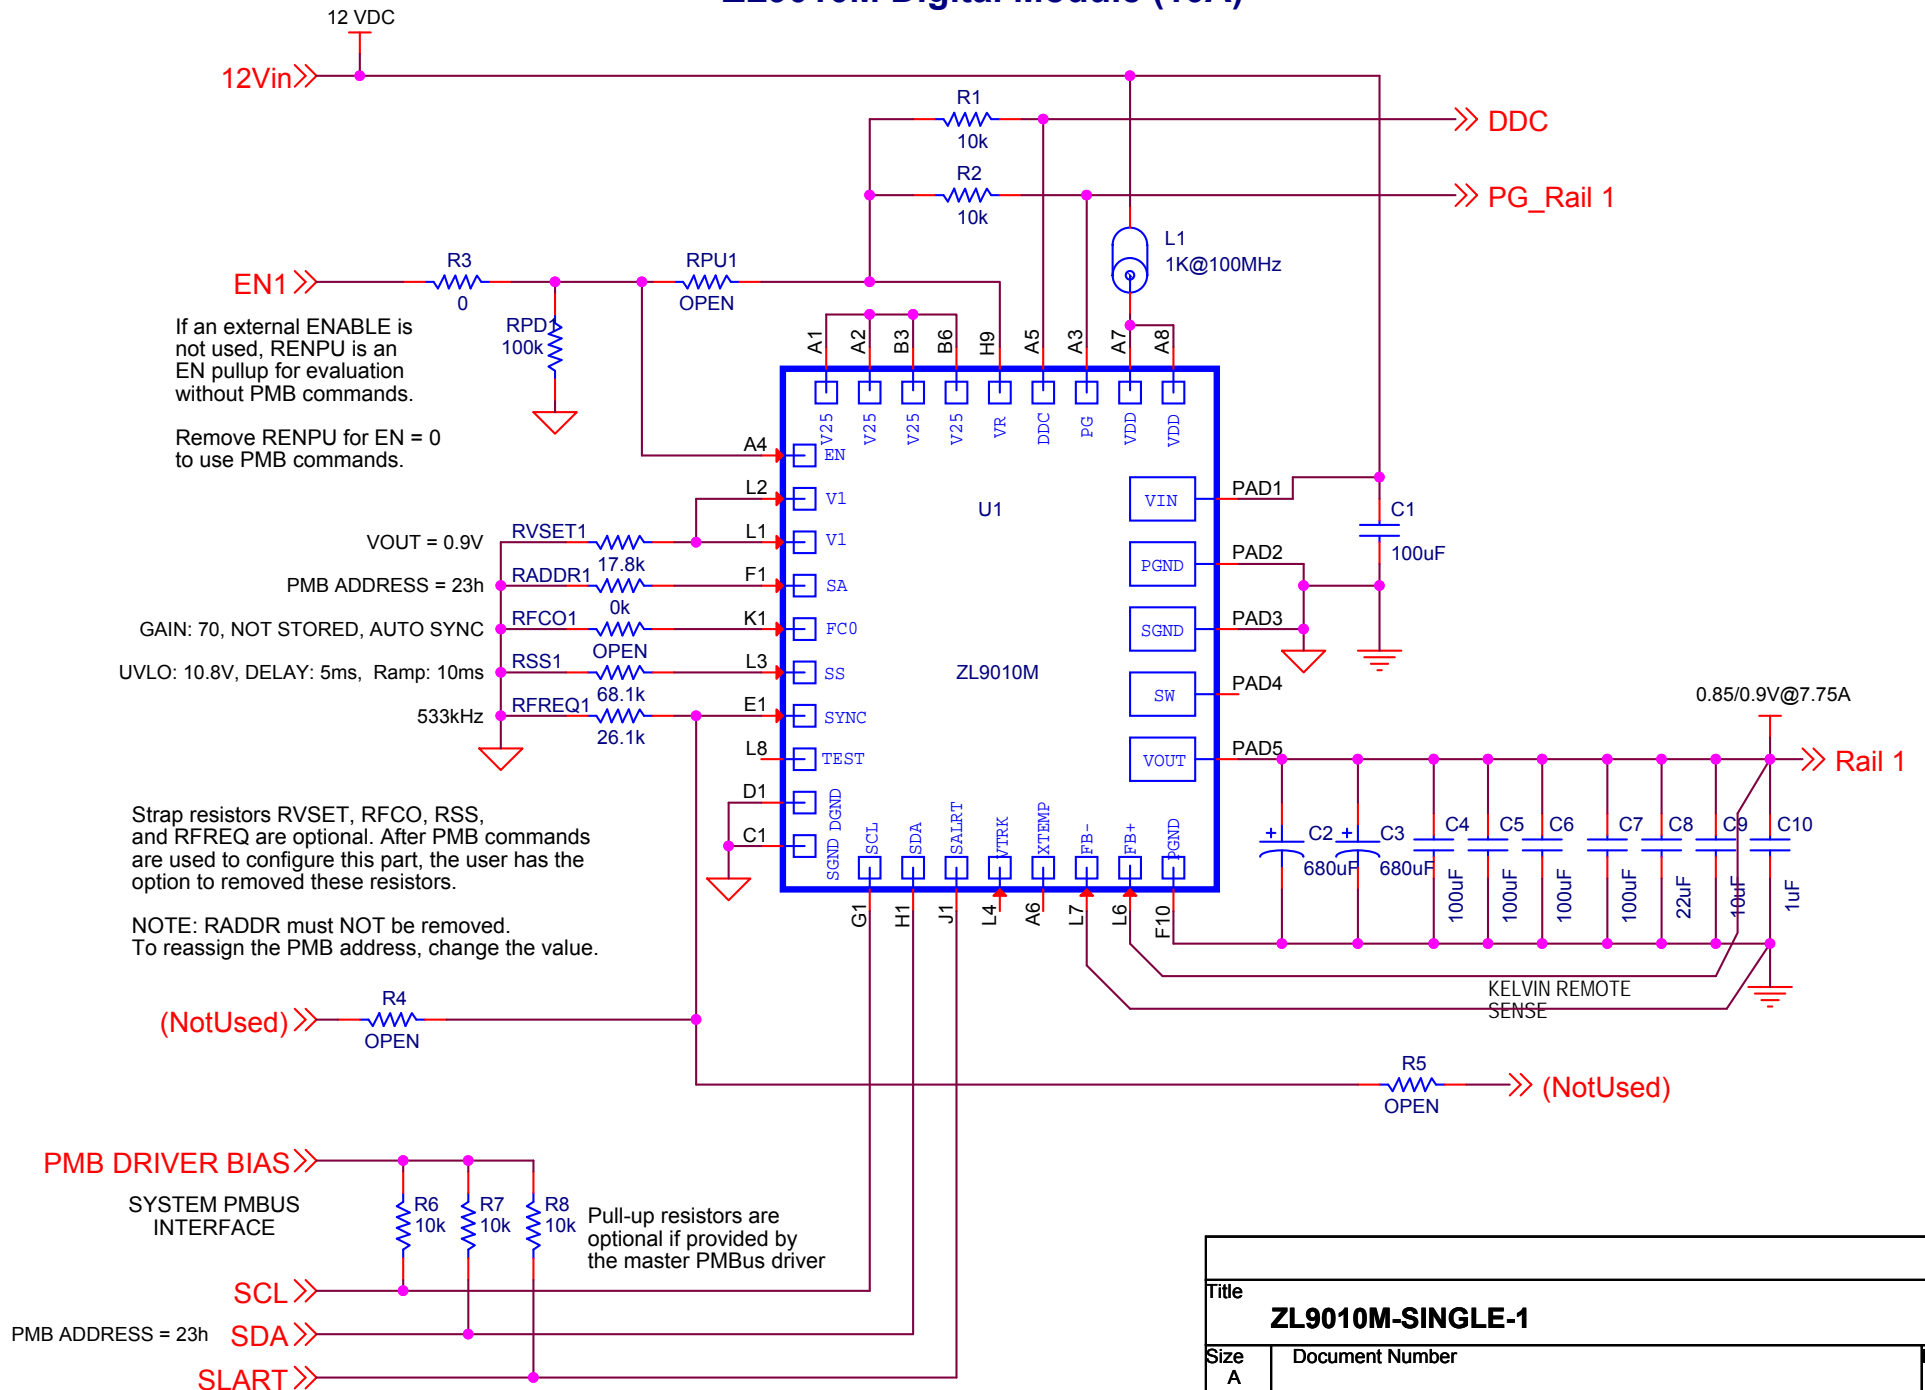 12 VDC
12Vin
R1
10k
DDC
R2
10k
PG_Rail 1
L1
1K@100MHz
EN1
R3
0
RPU1
OPEN
RPD1
100k
If an external ENABLE is
not used, RENPU is an
EN pullup for evaluation
without PMB commands.
Remove RENPU for EN = 0
to use PMB commands.
A1
A2
B3
B6
H9
A5
A3
A7
A8
V25
V25
V25
V25
VR
DDC
PG
VDD
VDD
A4
EN
L2
V1
L1
V1
F1
SA
K1
FC0
L3
SS
E1
SYNC
L8
TEST
D1
DGND
C1
SGND
U1
ZL9010M
VIN
PAD1
PGND
PAD2
SGND
PAD3
SW
PAD4
VOUT
PAD5
C1
100uF
VOUT = 0.9V
RVSET1
17.8k
PMB ADDRESS = 23h
RADDR1
0k
GAIN: 70, NOT STORED, AUTO SYNC
RFCO1
OPEN
UVLO: 10.8V, DELAY: 5ms, Ramp: 10ms
RSS1
68.1k
533kHz
RFREQ1
26.1k
0.85/0.9V@7.75A
Rail 1
SCL
SDA
SALRT
VTRK
XTEMP
FB-
FB+
PGND
G1
H1
J1
L4
A6
L7
L6
F10
+
C2
680uF
+
C3
680uF
C4
100uF
C5
100uF
C6
100uF
C7
100uF
C8
22uF
C9
10uF
C10
1uF
KELVIN REMOTE
SENSE
Strap resistors RVSET, RFCO, RSS,
and RFREQ are optional. After PMB commands
are used to configure this part, the user has the
option to removed these resistors.
NOTE: RADDR must NOT be removed.
To reassign the PMB address, change the value.
(NotUsed)
R4
OPEN
R5
OPEN
(NotUsed)
PMB DRIVER BIAS
SYSTEM PMBUS
INTERFACE
R6
10k
R7
10k
R8
10k
Pull-up resistors are
optional if provided by
the master PMBus driver
SCL
PMB ADDRESS = 23h
SDA
SLART
Title
ZL9010M-SINGLE-1
Size
A
Document Number